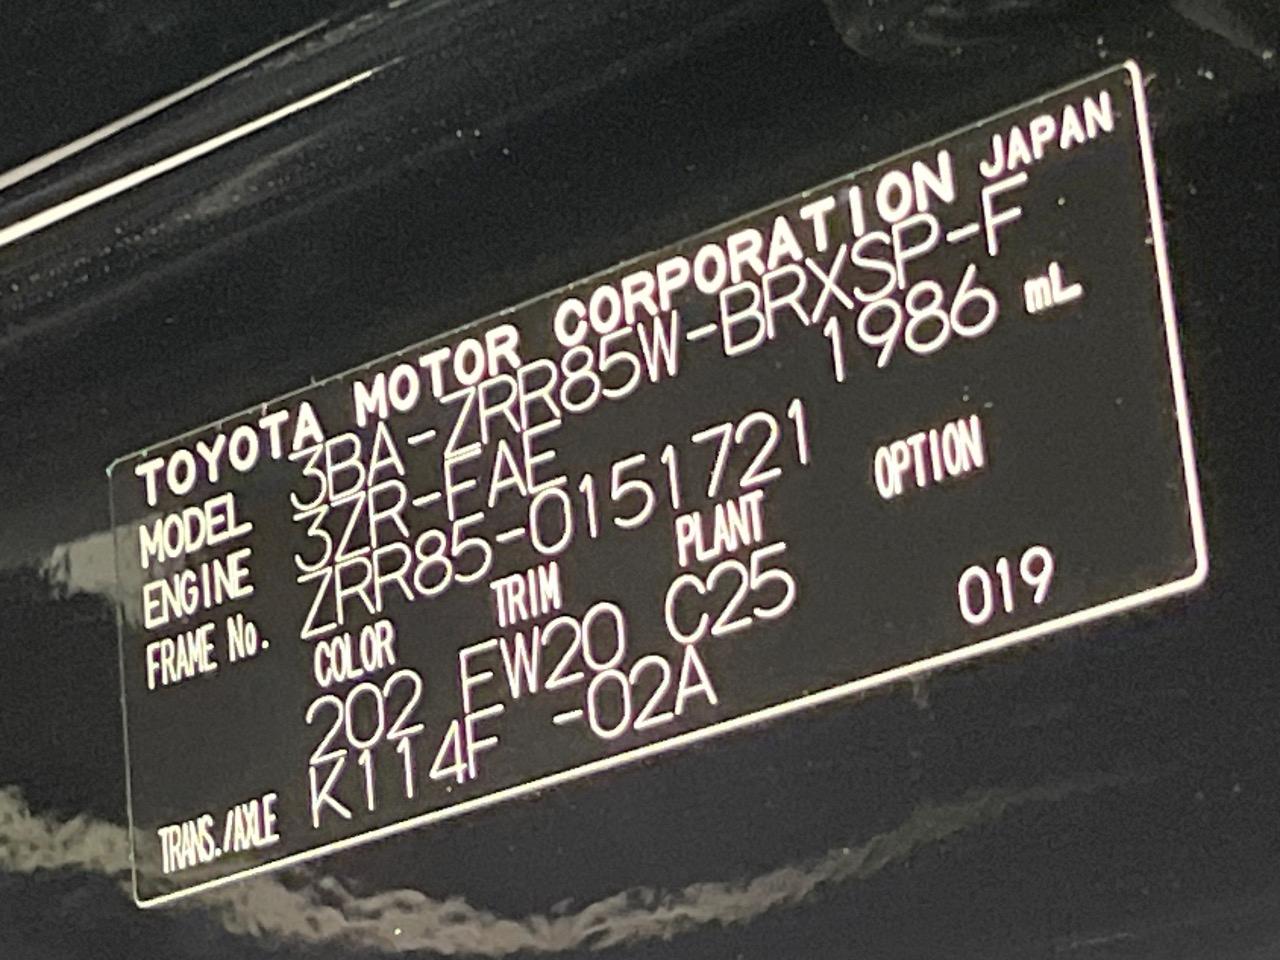 TOYOTA MOTOR CORPORATION JAPAN
MODEL 3BA-ZRR85W-BRXSP-F
ENGINE 3ZR-FAE 1986 mL
FRAME No. ZRR85-0151721
COLOR TRIM PLANT OPTION
202 FW20 C25 019
TRANS./AXLE K114F -02A